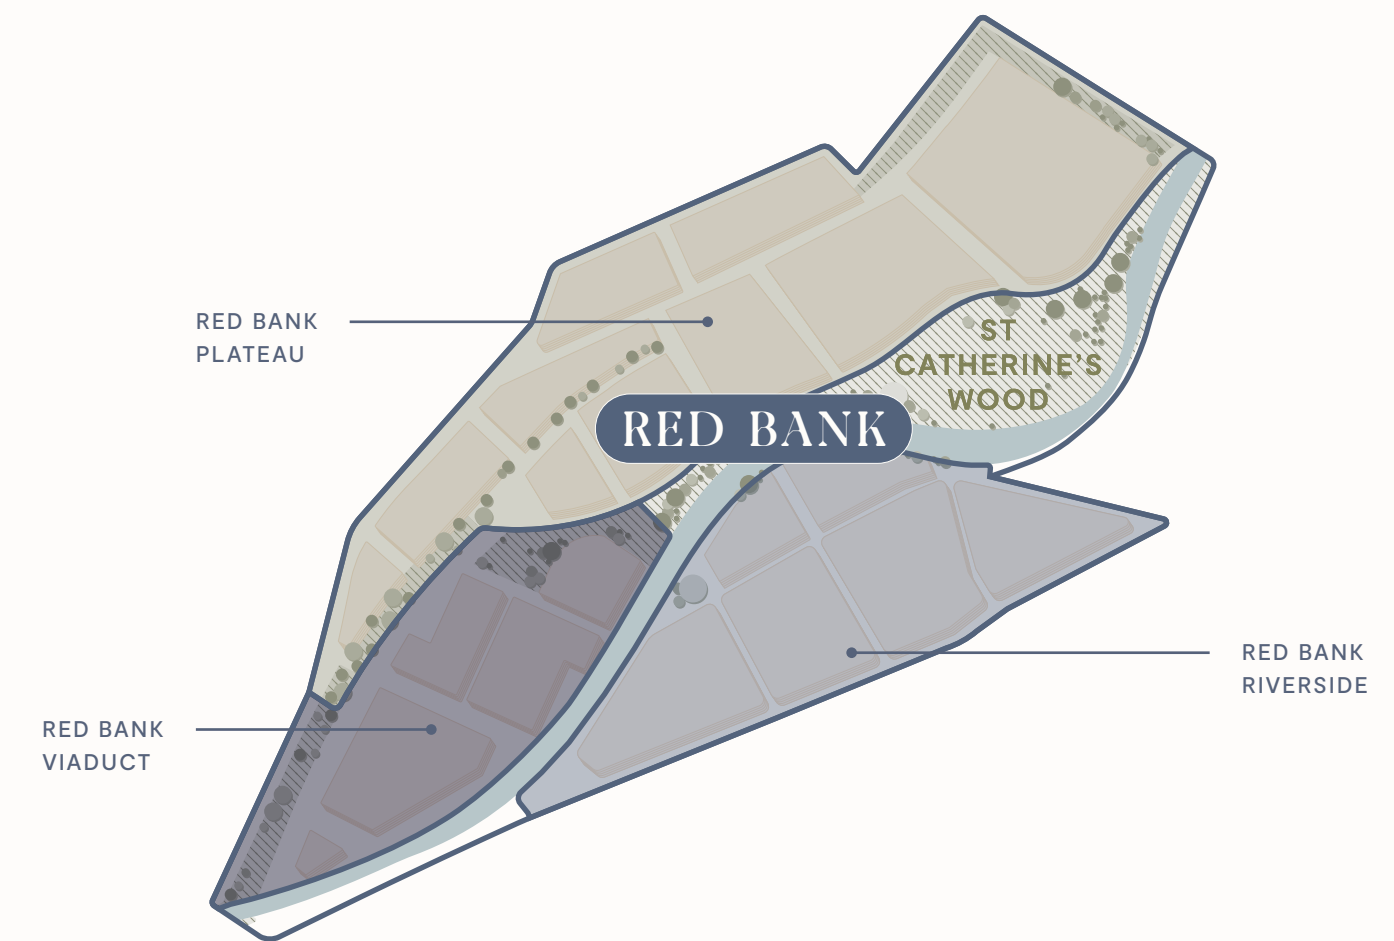 ST
CATHERINE'S
WOOD
RED BANK
PLATEAU
RED BANK
RED BANK
RIVERSIDE
RED BANK
VIADUCT